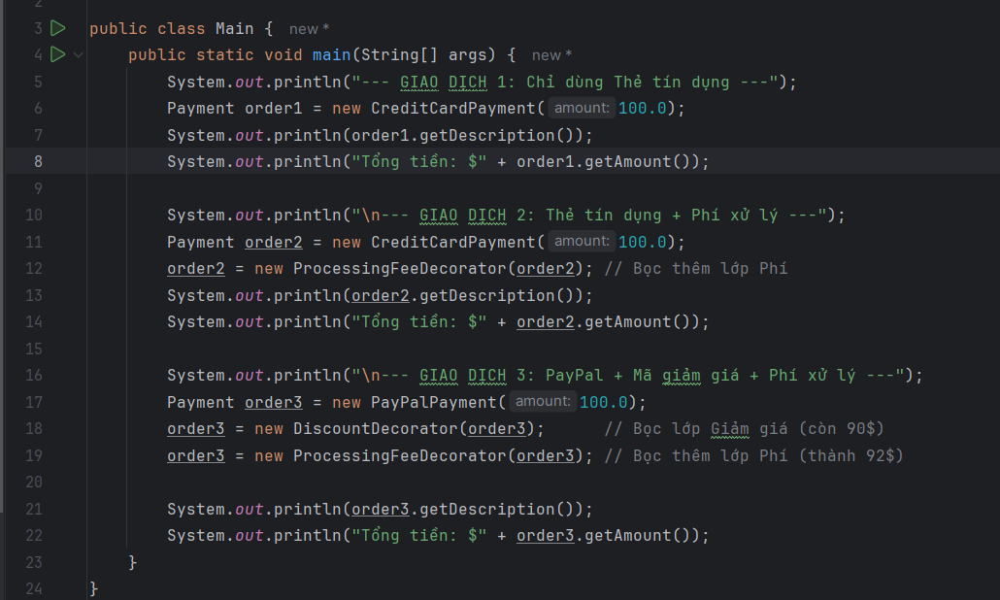 2
3 public class Main { new *
4 public static void main(String[] args) { new *
5 System.out.println("--- GIAO DỊCH 1: Chỉ dùng Thẻ tín dụng ---");
6 Payment order1 = new CreditCardPayment( amount: 100.0);
7 System.out.println(order1.getDescription());
8 System.out.println("Tổng tiền: $" + order1.getAmount());
9
10 System.out.println("\n--- GIAO DỊCH 2: Thẻ tín dụng + Phí xử lý ---");
11 Payment order2 = new CreditCardPayment( amount: 100.0);
12 order2 = new ProcessingFeeDecorator(order2); // Bọc thêm lớp Phí
13 System.out.println(order2.getDescription());
14 System.out.println("Tổng tiền: $" + order2.getAmount());
15
16 System.out.println("\n--- GIAO DỊCH 3: PayPal + Mã giảm giá + Phí xử lý ---");
17 Payment order3 = new PayPalPayment( amount: 100.0);
18 order3 = new DiscountDecorator(order3); // Bọc lớp Giảm giá (còn 90$)
19 order3 = new ProcessingFeeDecorator(order3); // Bọc thêm lớp Phí (thành 92$)
20
21 System.out.println(order3.getDescription());
22 System.out.println("Tổng tiền: $" + order3.getAmount());
23 }
24 }